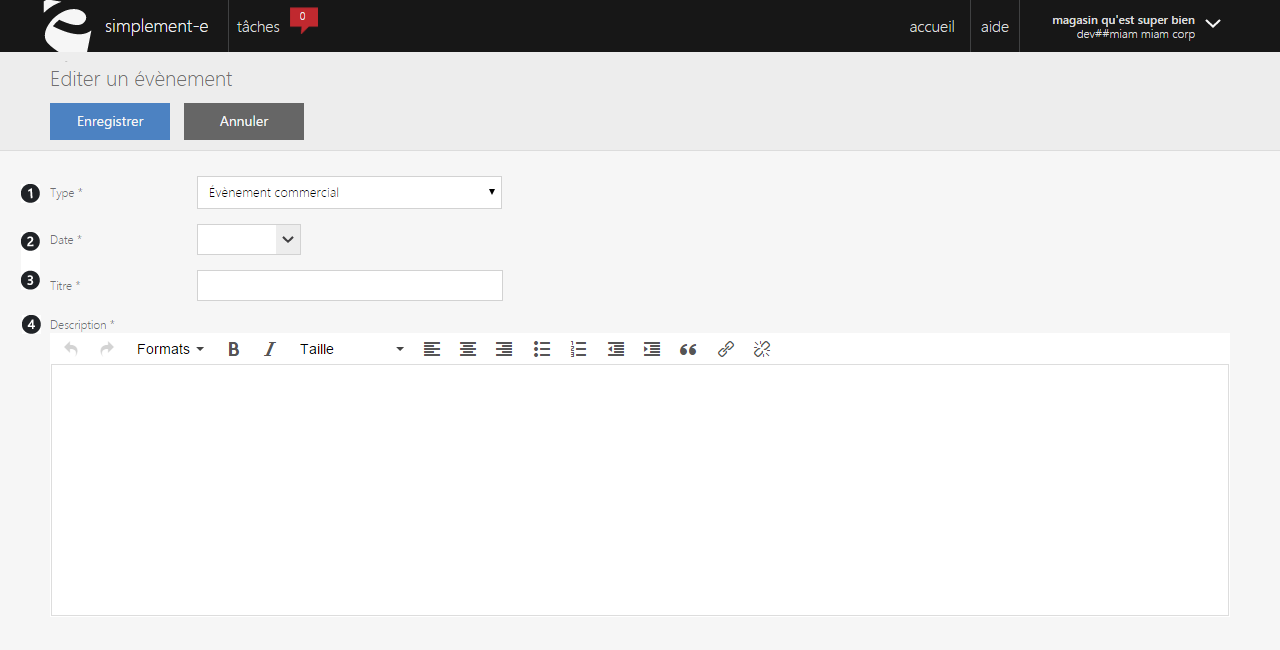 simplement-e tâches 0 accueil aide magasin qu'est super bien
dev##miam miam corp
Editer un évènement
Enregistrer Annuler
1 Type * Évènement commercial
2 Date *
3 Titre *
4 Description *
Formats B I Taille